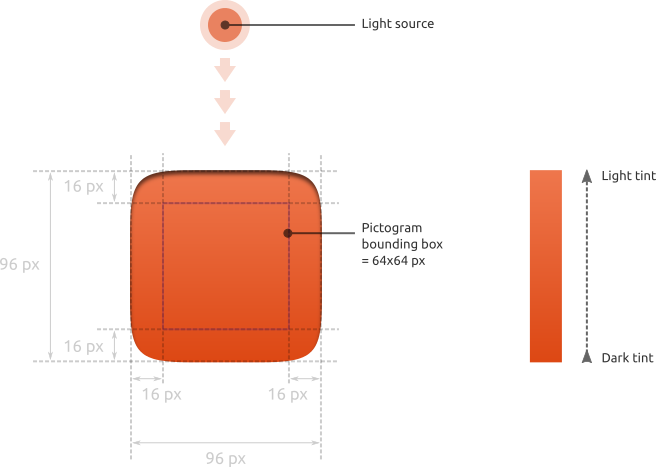 Light source
16 px
Light tint
Pictogram
bounding box
= 64x64 px
96 px
16 px
Dark tint
16 px
16 px
96 px